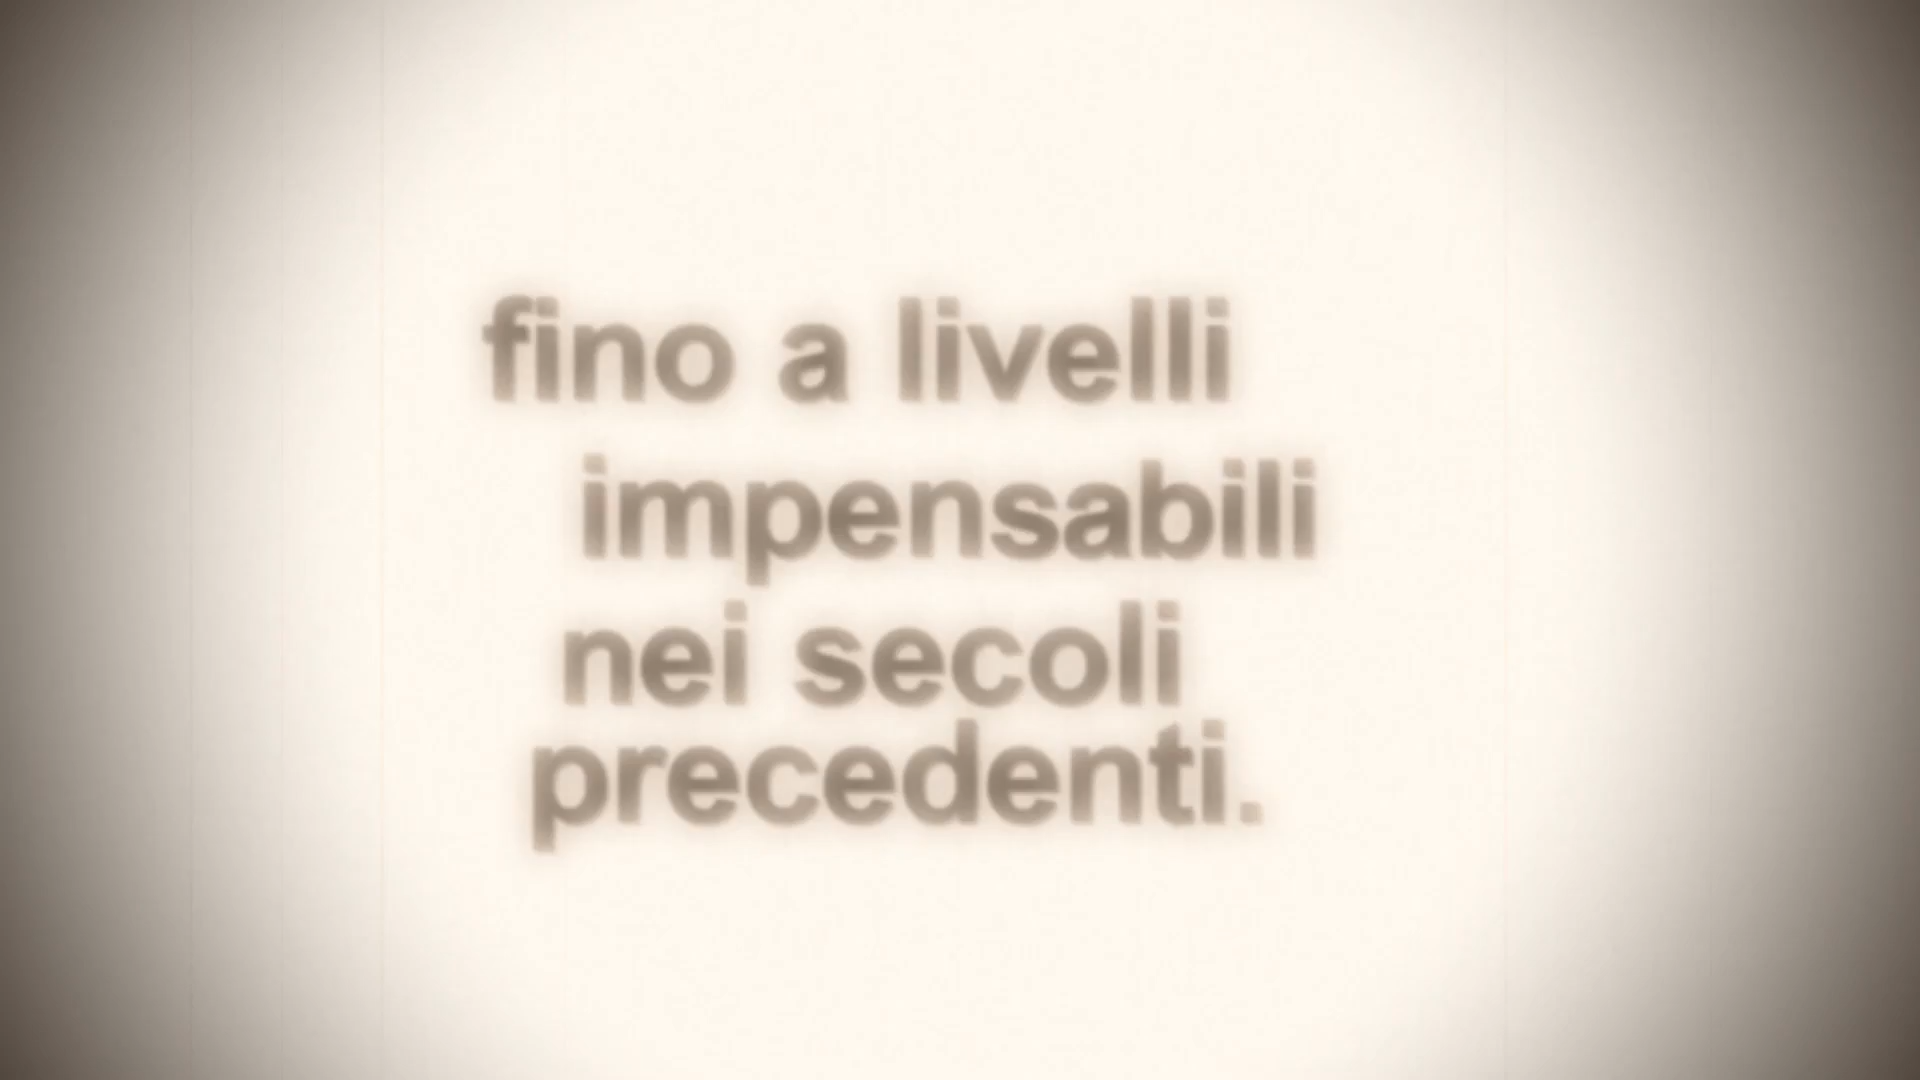 fino a livelli
impensabili
nei secoli
precedenti.